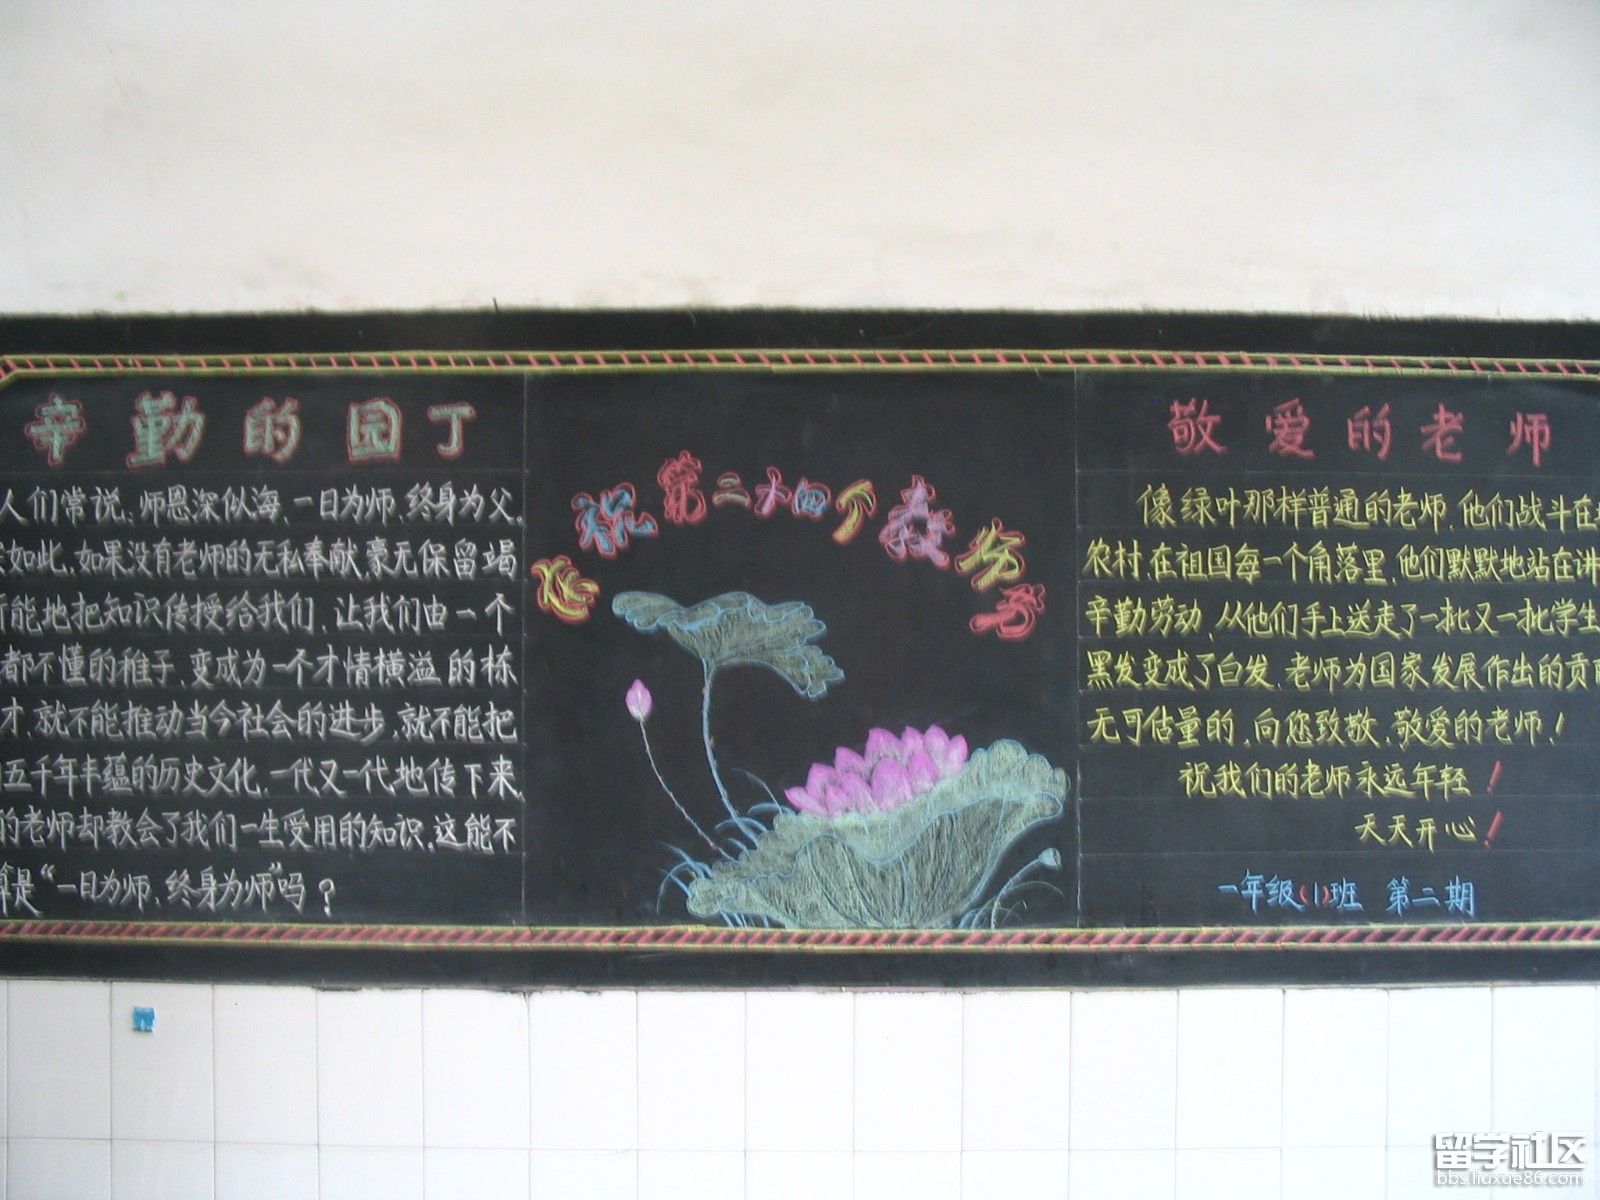 辛勤的园丁
人们常说：师恩深似海，一日为师，终身为父。
如此，如果没有老师的无私奉献，豪无保留竭
所能地把知识传授给我们，让我们由一个
都不懂的稚子，变成为一个才情横溢的栋
才，就不能推动当今社会的进步，就不能把
五千年丰蕴的历史文化，一代又一代地传下来，
的老师却教会了我们一生受用的知识，这能不
算是“一日为师，终身为师”吗？
庆祝第二十四个教师节
敬爱的老师
像绿叶那样普通的老师，他们战斗在
农村，在祖国每一个角落里，他们默默地站在讲
辛勤劳动，从他们手上送走了一批又一批学生
黑发变成了白发，老师为国家发展作出的贡献
无可估量的，向您致敬，敬爱的老师！
祝我们的老师永远年轻！
天天开心！
一年级(1)班 第二期
留学社区
bbs.liuxue86.com